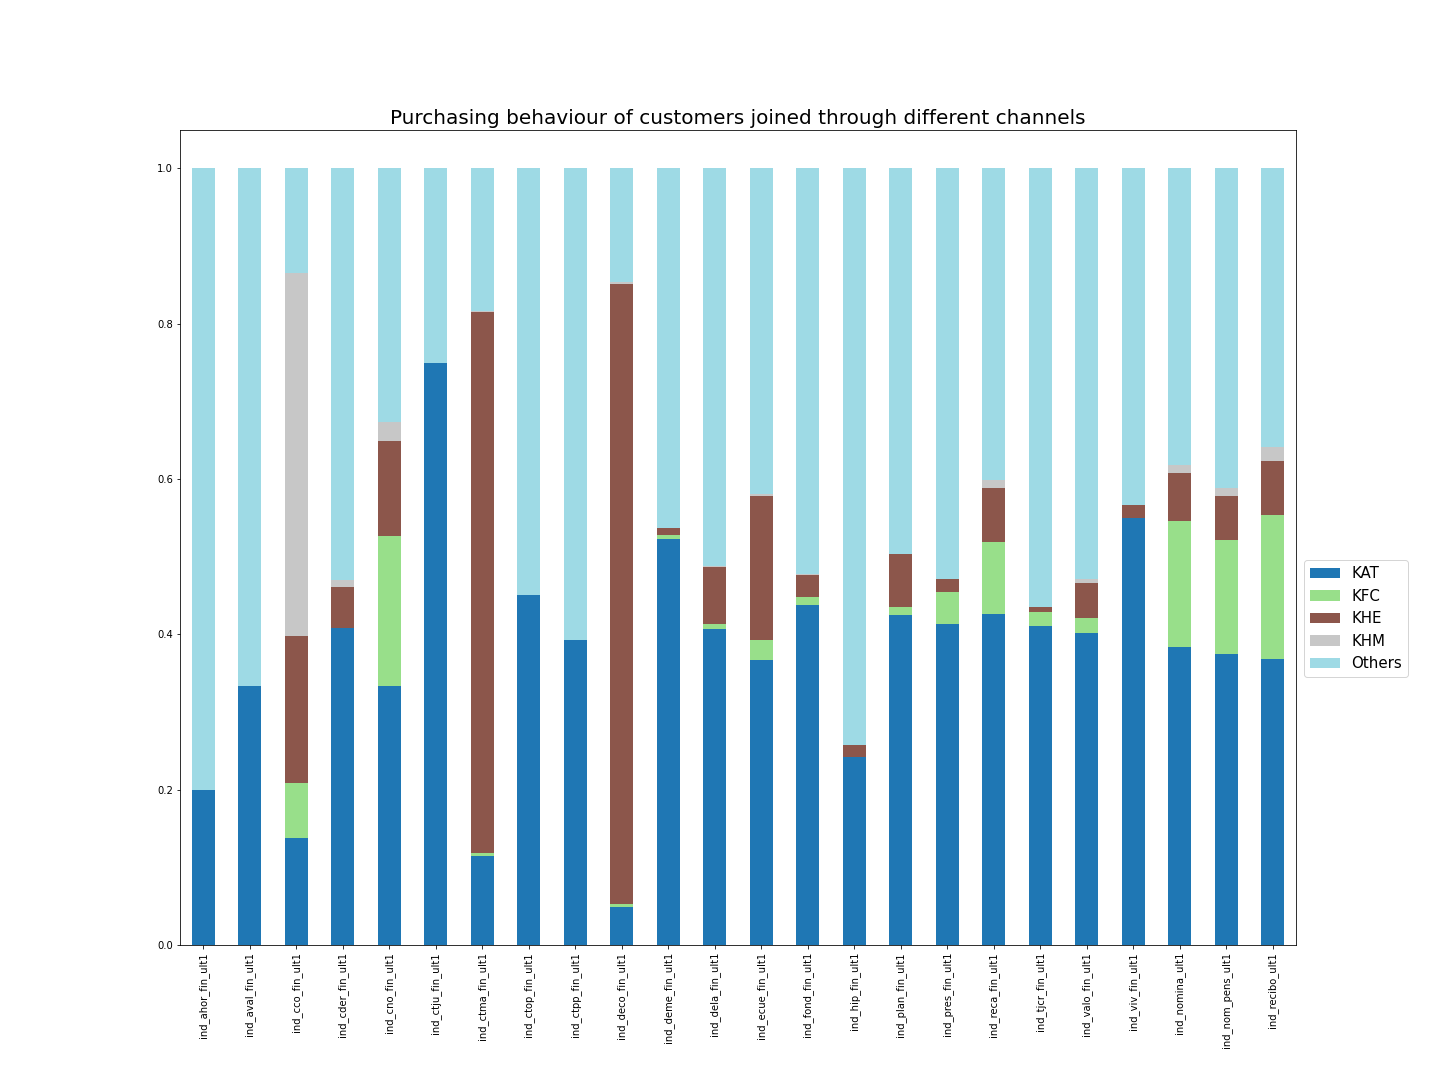 Purchasing behaviour of customers joined through different channels
1.0
0.8
0.6
0.4
0.2
0.0
KAT
KFC
KHE
KHM
Others
ind_ahor_fin_ult1
ind_aval_fin_ult1
ind_cco_fin_ult1
ind_cder_fin_ult1
ind_cno_fin_ult1
ind_ctju_fin_ult1
ind_ctma_fin_ult1
ind_ctop_fin_ult1
ind_ctpp_fin_ult1
ind_deco_fin_ult1
ind_deme_fin_ult1
ind_dela_fin_ult1
ind_ecue_fin_ult1
ind_fond_fin_ult1
ind_hip_fin_ult1
ind_plan_fin_ult1
ind_pres_fin_ult1
ind_reca_fin_ult1
ind_tjcr_fin_ult1
ind_valo_fin_ult1
ind_viv_fin_ult1
ind_nomina_ult1
ind_nom_pens_ult1
ind_recibo_ult1